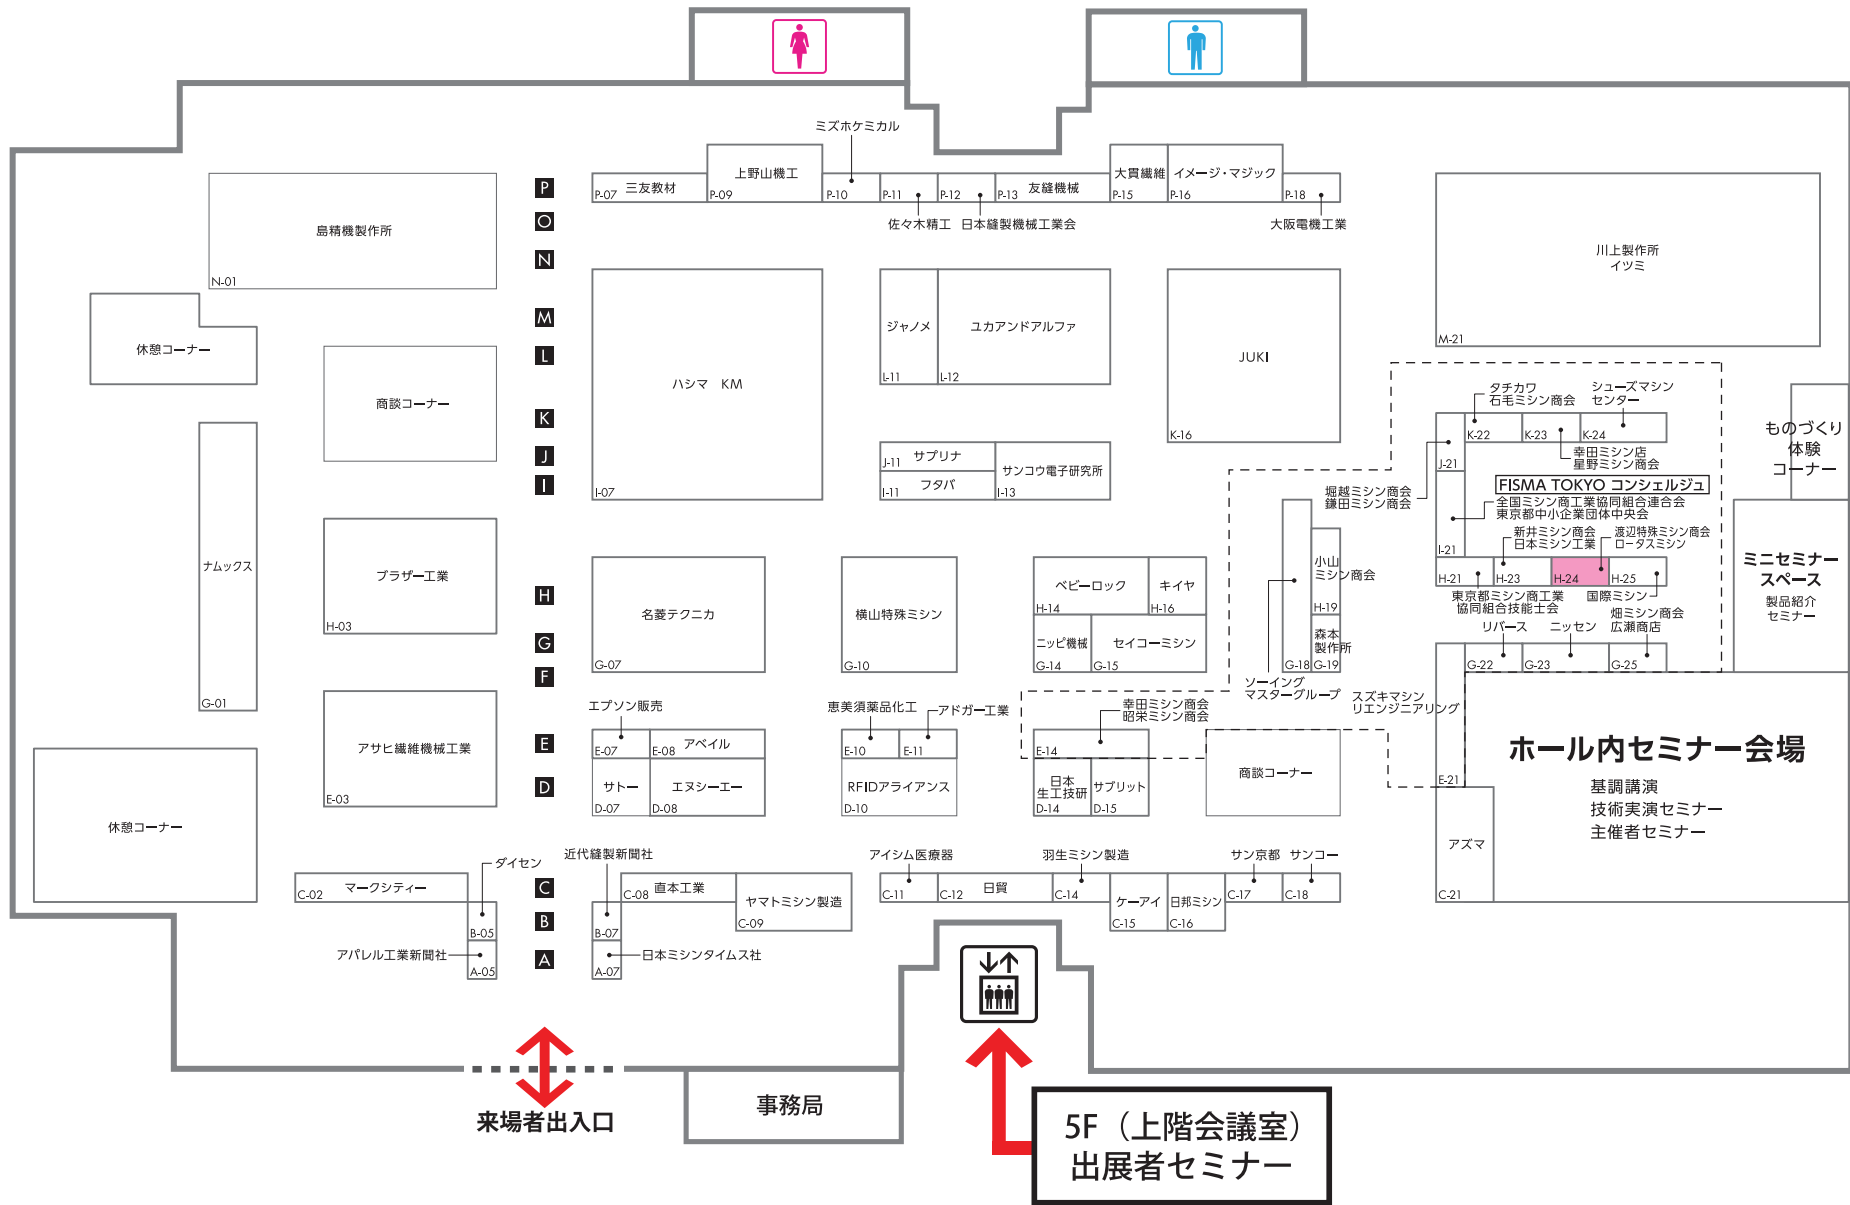 ミズホケミカル
P
三友教材
P-07
上野山機工
P-09
P-10
P-11
P-12
友縫機械
P-13
大貫繊維
P-15
イメージ・マジック
P-16
P-18
佐々木精工
日本縫製機械工業会
大阪電機工業
O
N
島精機製作所
N-01
川上製作所
イツミ
M-21
休憩コーナー
M
L
商談コーナー
K
J
I
ハシマ KM
I-07
ジャノメ
L-11
ユカアンドアルファ
L-12
JUKI
K-16
サプリナ
J-11
フタバ
I-11
サンコウ電子研究所
I-13
タチカワ
石毛ミシン商会
シューズマシン
センター
K-22
K-23
K-24
幸田ミシン店
星野ミシン商会
J-21
堀越ミシン商会
鎌田ミシン商会
FISMA TOKYO コンシェルジュ
全国ミシン商工業協同組合連合会
東京都中小企業団体中央会
I-21
新井ミシン商会
日本ミシン工業
渡辺特殊ミシン商会
ロータスミシン
H-21
H-23
H-24
H-25
東京都ミシン商工業
協同組合技能士会
国際ミシン
リバース
ニッセン
畑ミシン商会
広瀬商店
G-22
G-23
G-25
ものづくり
体験
コーナー
ミニセミナー
スペース
製品紹介
セミナー
ナムックス
G-01
ブラザー工業
H-03
H
G
F
名菱テクニカ
G-07
横山特殊ミシン
G-10
ベビーロック
H-14
キイヤ
H-16
ニッピ機械
G-14
セイコーミシン
G-15
小山
ミシン商会
H-19
森本
製作所
G-18
G-19
ソーイング
マスターグループ
スズキマシン
リエンジニアリング
E-21
アサヒ繊維機械工業
E-03
E
D
エプソン販売
E-07
アベイル
E-08
サトー
D-07
エヌシーエー
D-08
恵美須薬品化工
アドガー工業
E-10
E-11
RFIDアライアンス
D-10
幸田ミシン商会
昭栄ミシン商会
E-14
日本
生工技研
D-14
サブリット
D-15
商談コーナー
ホール内セミナー会場
基調講演
技術実演セミナー
主催者セミナー
アズマ
C-21
休憩コーナー
ダイセン
近代縫製新聞社
アイシム医療器
羽生ミシン製造
サン京都
サンコー
マークシティー
C-02
C
B
A
直本工業
C-08
ヤマトミシン製造
C-09
C-11
日貿
C-12
C-14
ケーアイ
C-15
日邦ミシン
C-16
C-17
C-18
B-05
B-07
アパレル工業新聞社
A-05
A-07
日本ミシンタイムス社
来場者出入口
事務局
5F（上階会議室）
出展者セミナー